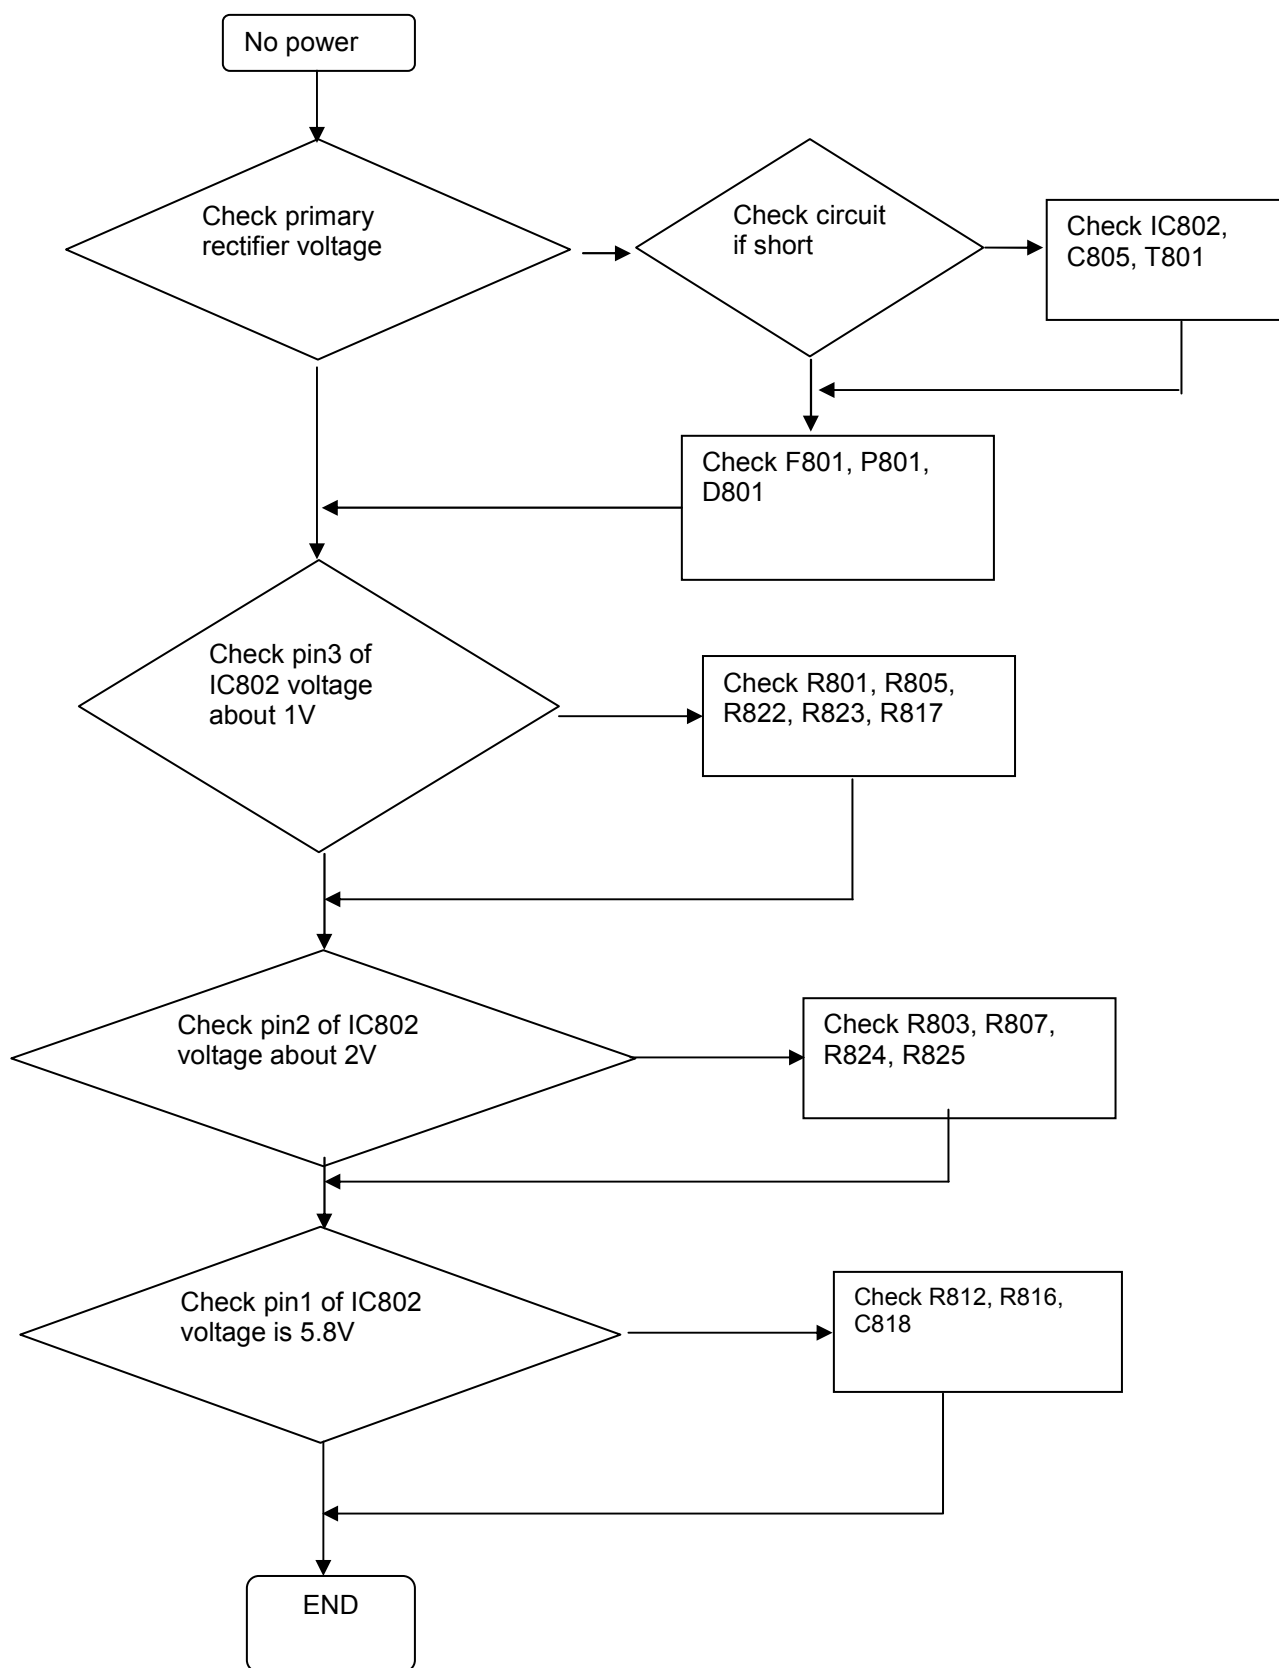 No power
Check primary
rectifier voltage
Check circuit
if short
Check IC802,
C805, T801
Check F801, P801,
D801
Check pin3 of
IC802 voltage
about 1V
Check R801, R805,
R822, R823, R817
Check pin2 of IC802
voltage about 2V
Check R803, R807,
R824, R825
Check pin1 of IC802
voltage is 5.8V
Check R812, R816,
C818
END